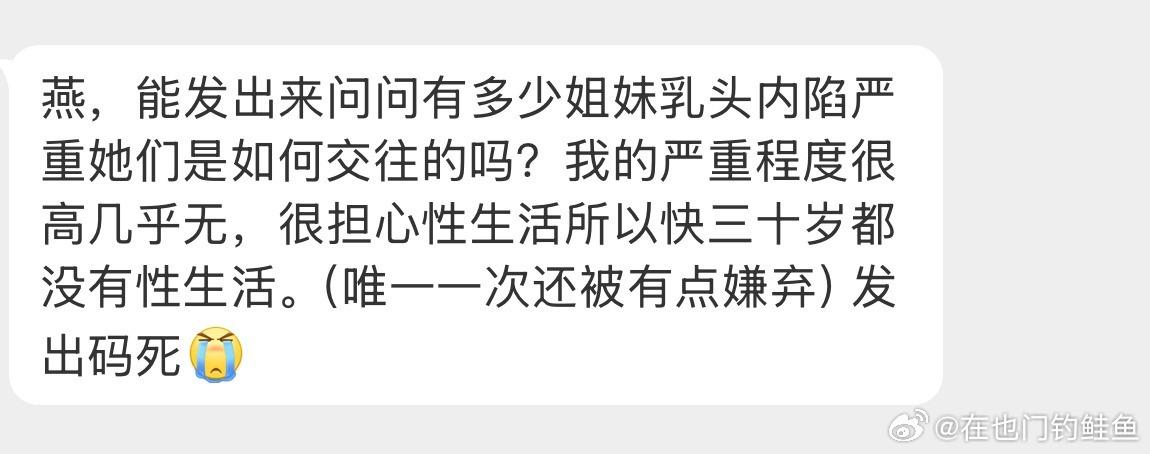 燕，能发出来问问有多少姐妹乳头内陷严
重她们是如何交往的吗？我的严重程度很
高几乎无，很担心性生活所以快三十岁都
没有性生活。（唯一一次还被有点嫌弃）发
出码死😭
@在也门钓鲑鱼